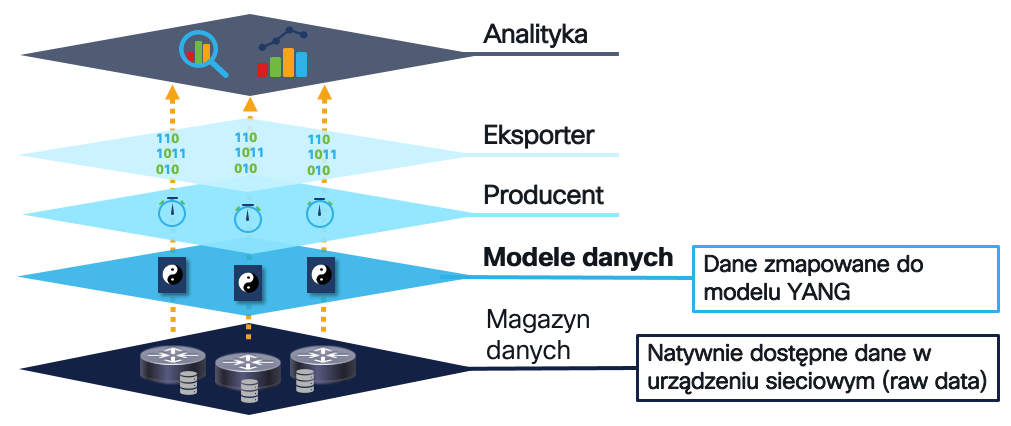 Analityka
110
1011
010
110
1011
010
110
1011
010
Eksporter
Producent
Modele danych
Dane zmapowane do
modelu YANG
Magazyn
danych
Natywnie dostępne dane w
urządzeniu sieciowym (raw data)